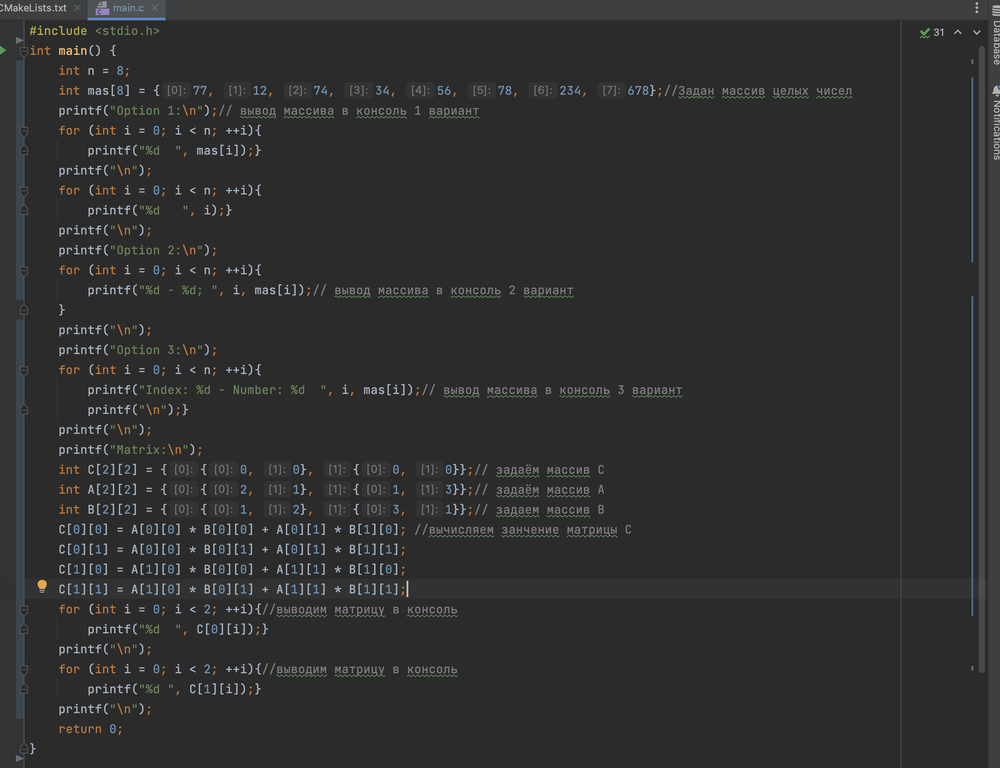 CMakeLists.txt
main.c
31
Database
Notifications
#include <stdio.h>
int main() {
    int n = 8;
    int mas[8] = {[0]: 77, [1]: 12, [2]: 74, [3]: 34, [4]: 56, [5]: 78, [6]: 234, [7]: 678};//Задан массив целых чисел
    printf("Option 1:\n");// вывод массива в консоль 1 вариант
    for (int i = 0; i < n; ++i){
        printf("%d  ", mas[i]);}
    printf("\n");
    for (int i = 0; i < n; ++i){
        printf("%d   ", i);}
    printf("\n");
    printf("Option 2:\n");
    for (int i = 0; i < n; ++i){
        printf("%d - %d; ", i, mas[i]);// вывод массива в консоль 2 вариант
    }
    printf("\n");
    printf("Option 3:\n");
    for (int i = 0; i < n; ++i){
        printf("Index: %d - Number: %d  ", i, mas[i]);// вывод массива в консоль 3 вариант
        printf("\n");}
    printf("\n");
    printf("Matrix:\n");
    int C[2][2] = {[0]: {[0]: 0, [1]: 0}, [1]: {[0]: 0, [1]: 0}};// задаём массив C
    int A[2][2] = {[0]: {[0]: 2, [1]: 1}, [1]: {[0]: 1, [1]: 3}};// задаём массив A
    int B[2][2] = {[0]: {[0]: 1, [1]: 2}, [1]: {[0]: 3, [1]: 1}};// задаем массив B
    C[0][0] = A[0][0] * B[0][0] + A[0][1] * B[1][0]; //вычисляем занчение матрицы C
    C[0][1] = A[0][0] * B[0][1] + A[0][1] * B[1][1];
    C[1][0] = A[1][0] * B[0][0] + A[1][1] * B[1][0];
    C[1][1] = A[1][0] * B[0][1] + A[1][1] * B[1][1];
    for (int i = 0; i < 2; ++i){//выводим матрицу в консоль
        printf("%d  ", C[0][i]);}
    printf("\n");
    for (int i = 0; i < 2; ++i){//выводим матрицу в консоль
        printf("%d ", C[1][i]);}
    printf("\n");
    return 0;
}